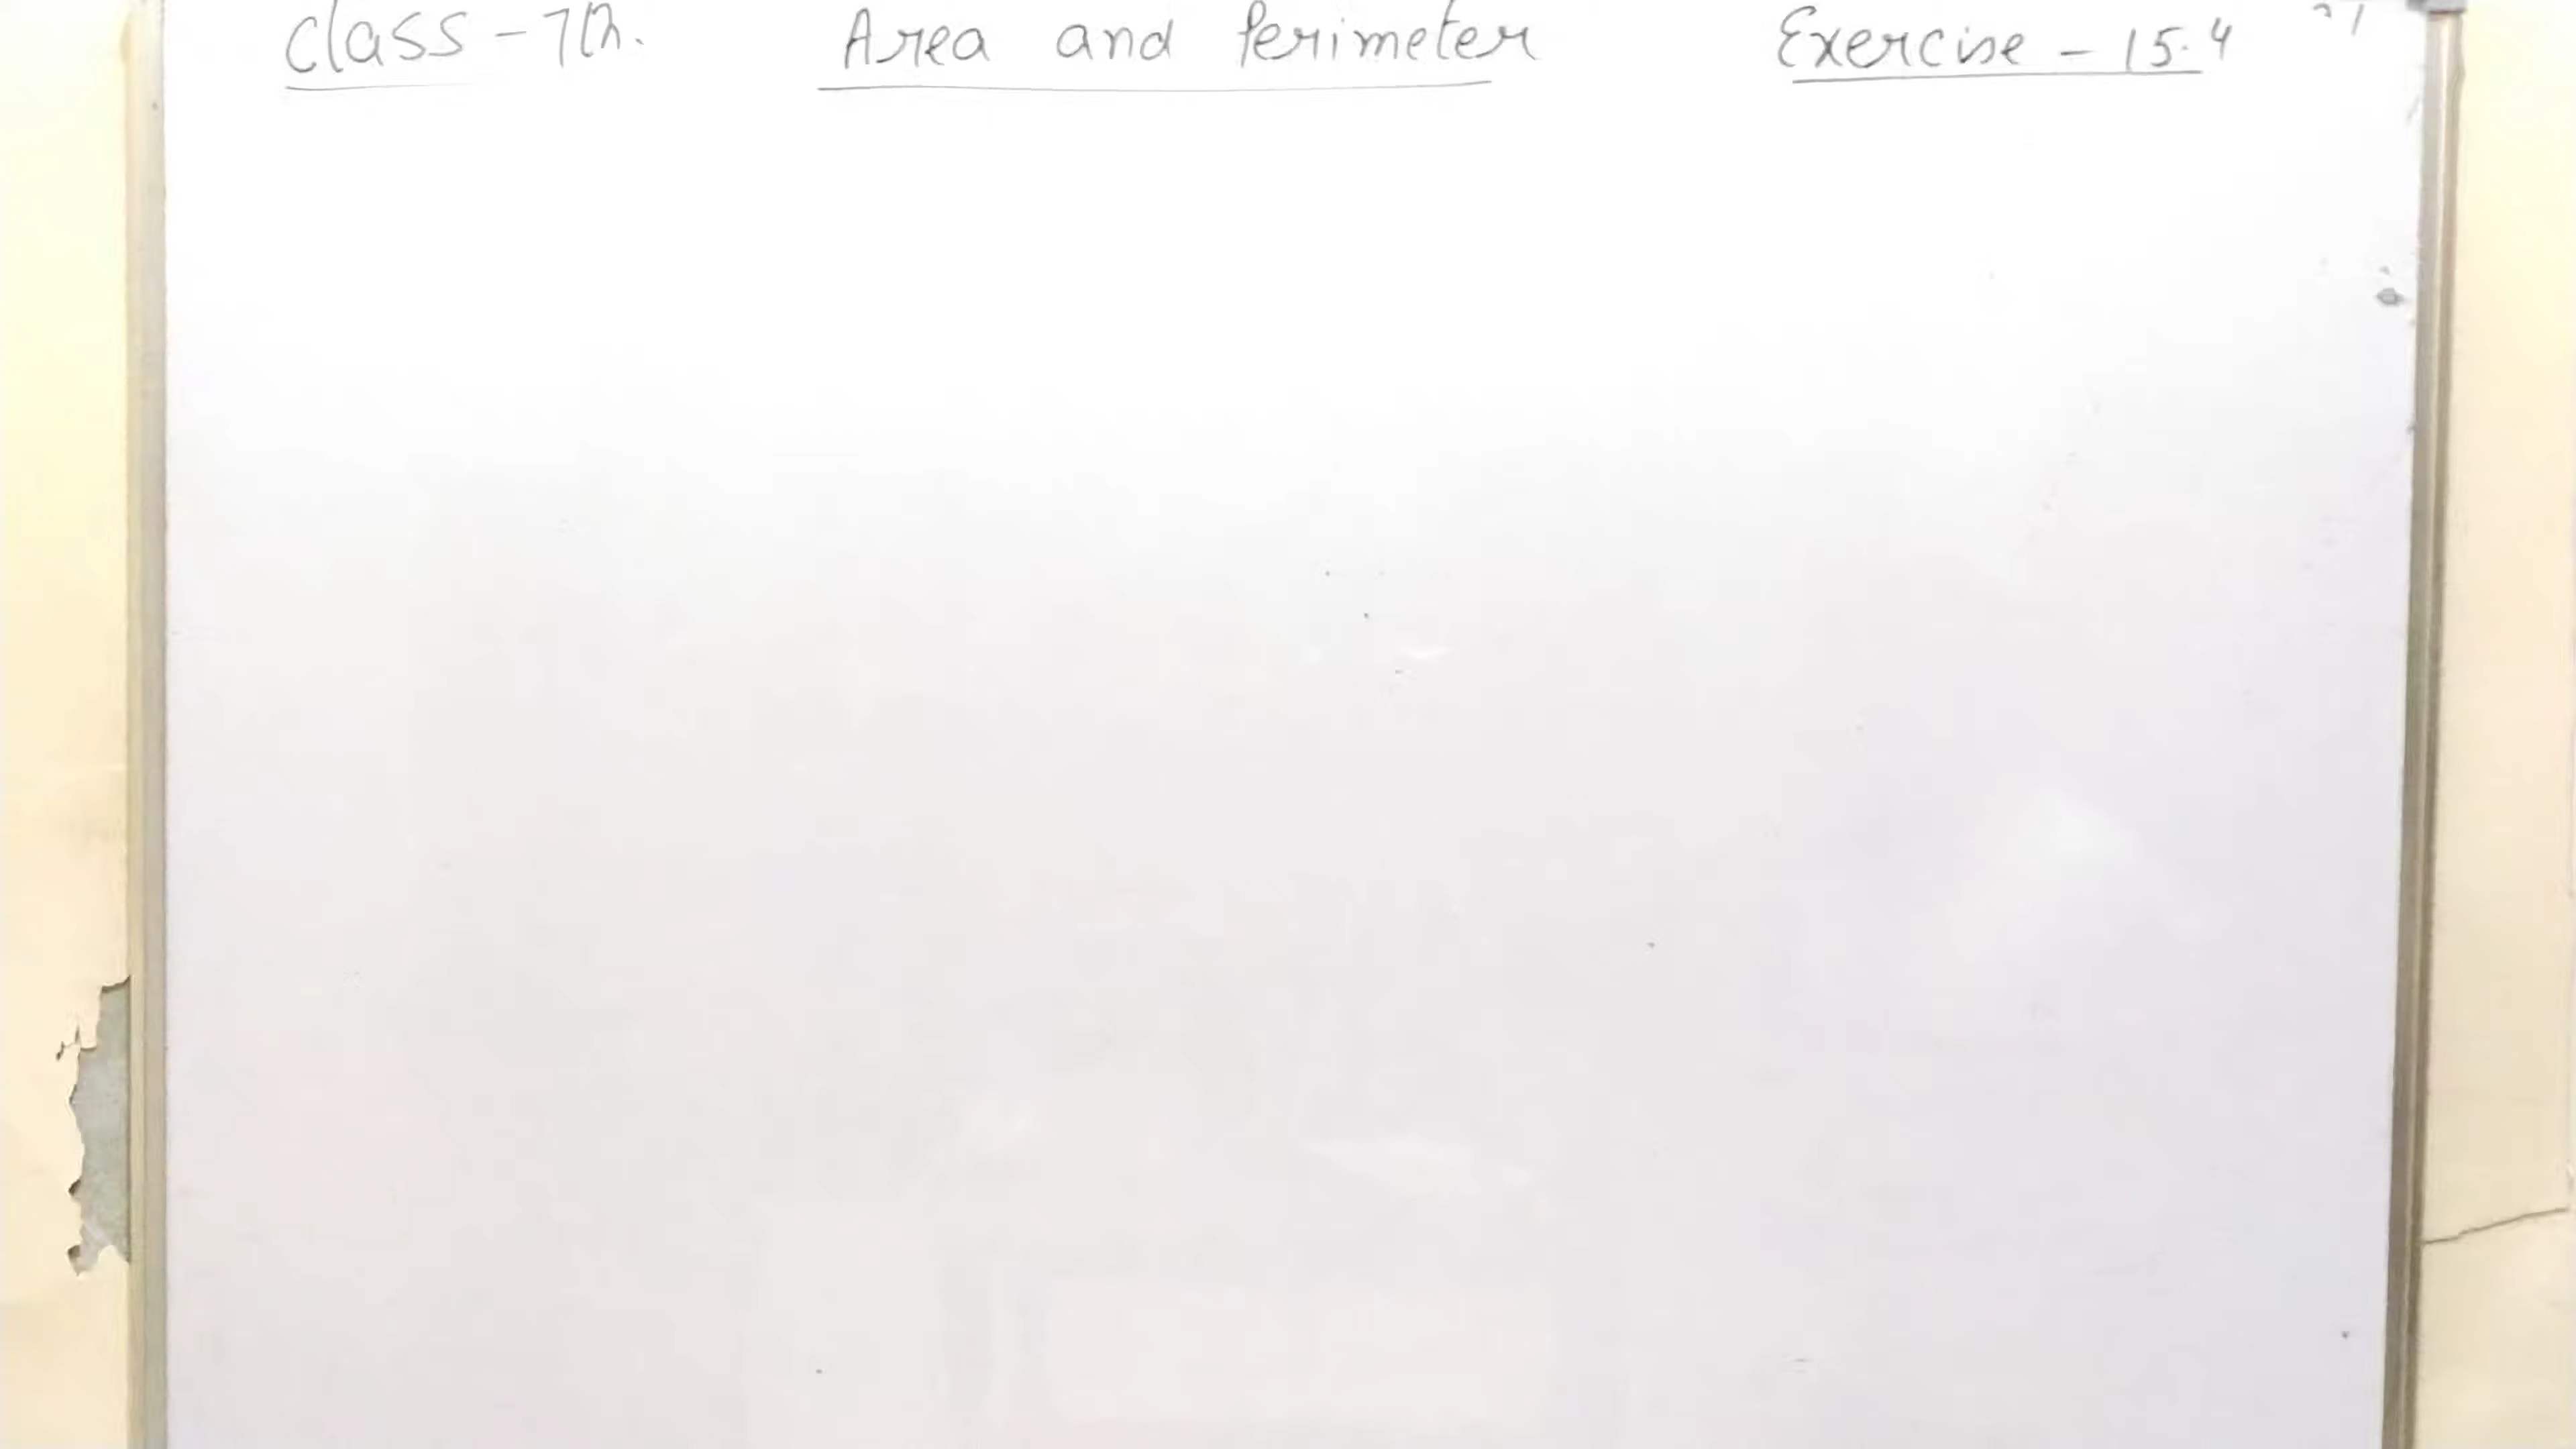 Class - 7th. Area and Perimeter Exercise - 15.4